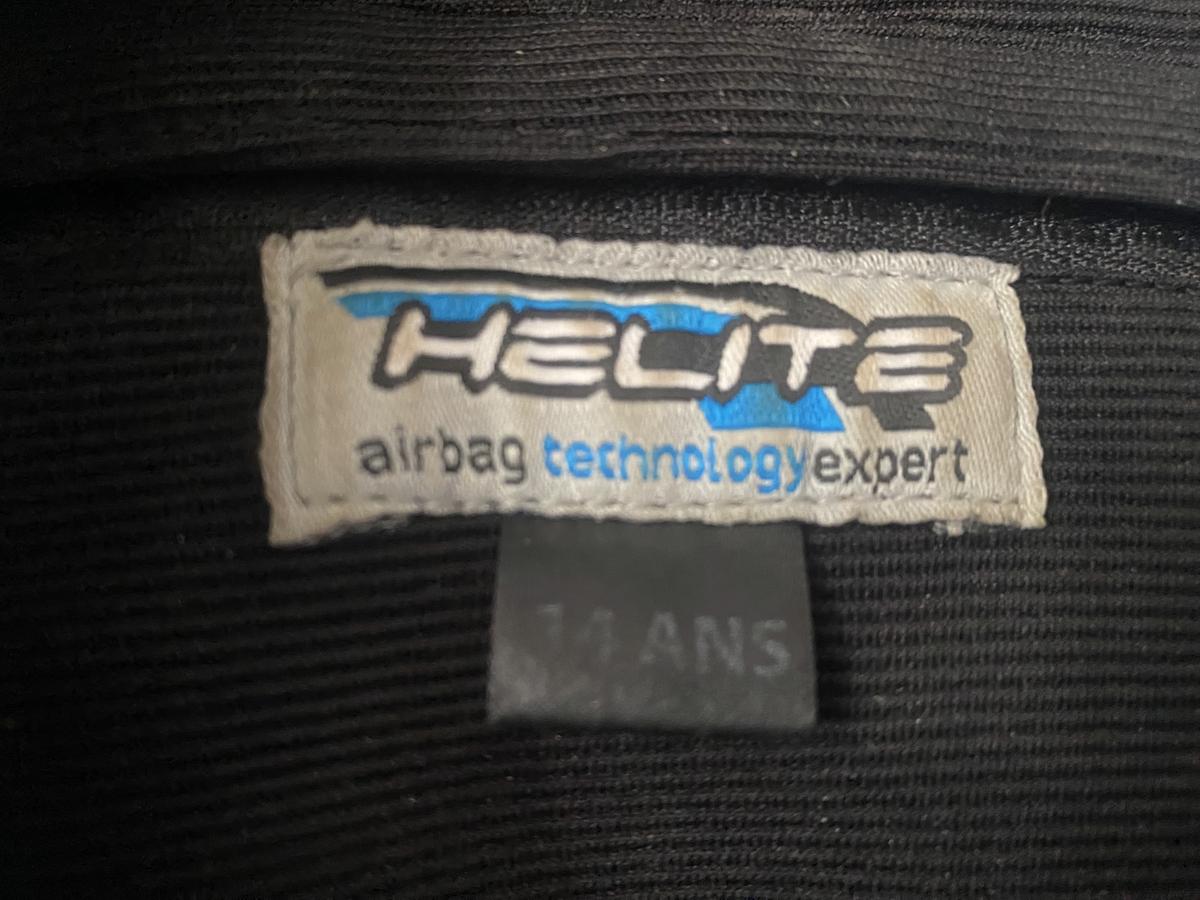 HELITE
airbag technology expert
14 ANS